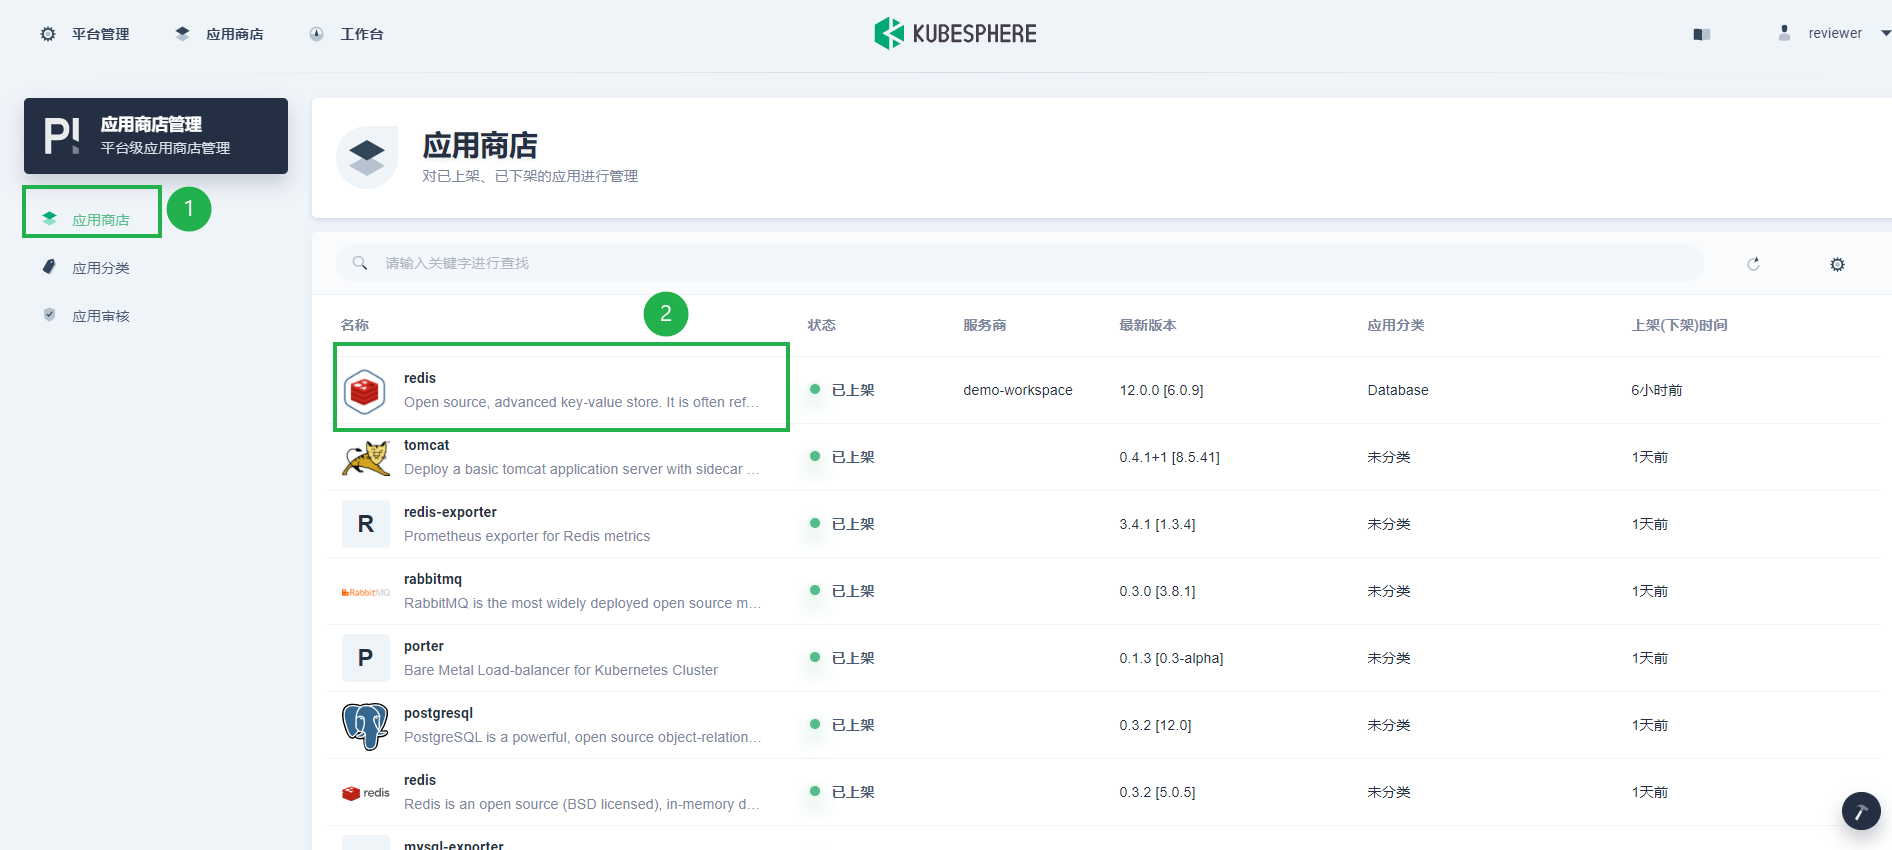 平台管理
应用商店
工作台
KUBESPHERE
reviewer
应用商店管理
平台级应用商店管理
应用商店
1
应用分类
应用审核
应用商店
对已上架、已下架的应用进行管理
请输入关键字进行查找
2
名称 状态 服务商 最新版本 应用分类 上架(下架)时间
redis
Open source, advanced key-value store. It is often ref...
已上架 demo-workspace 12.0.0 [6.0.9] Database 6小时前
tomcat
Deploy a basic tomcat application server with sidecar ...
已上架 0.4.1+1 [8.5.41] 未分类 1天前
R
redis-exporter
Prometheus exporter for Redis metrics
已上架 3.4.1 [1.3.4] 未分类 1天前
RabbitMQ
rabbitmq
RabbitMQ is the most widely deployed open source m...
已上架 0.3.0 [3.8.1] 未分类 1天前
P
porter
Bare Metal Load-balancer for Kubernetes Cluster
已上架 0.1.3 [0.3-alpha] 未分类 1天前
postgresql
PostgreSQL is a powerful, open source object-relation...
已上架 0.3.2 [12.0] 未分类 1天前
redis
redis
Redis is an open source (BSD licensed), in-memory d...
已上架 0.3.2 [5.0.5] 未分类 1天前
mysql-exporter